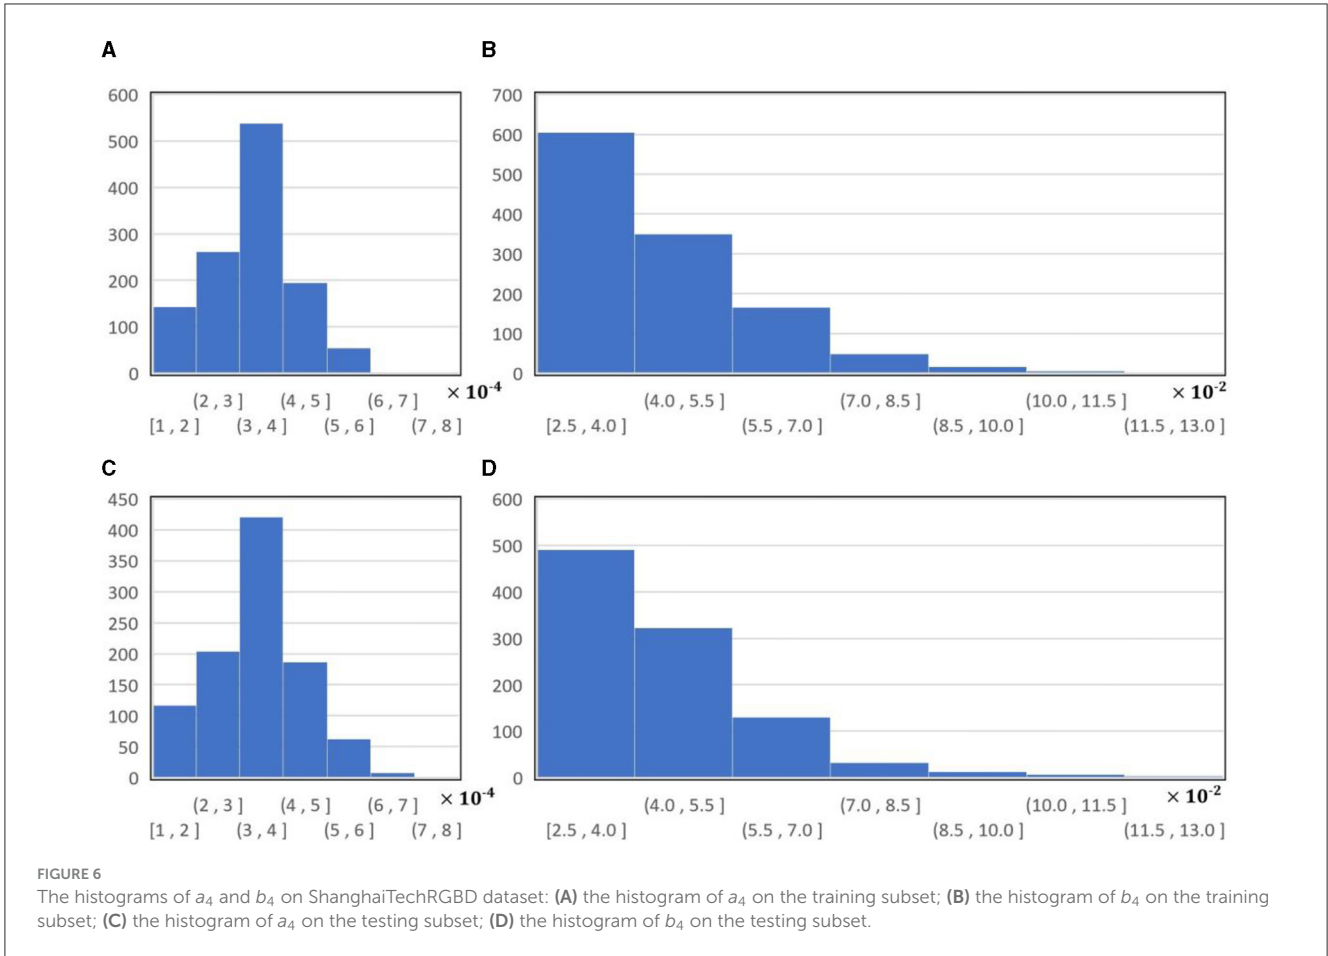 A
B
600
500
400
300
200
100
0
× 10-4
(2 , 3 ]
(4 , 5 ]
(6 , 7 ]
[1 , 2 ]
(3 , 4 ]
(5 , 6 ]
(7 , 8 ]
700
600
500
400
300
200
100
0
× 10-2
(4.0 , 5.5 ]
(7.0 , 8.5 ]
(10.0 , 11.5 ]
[2.5 , 4.0 ]
(5.5 , 7.0 ]
(8.5 , 10.0 ]
(11.5 , 13.0 ]
C
D
450
400
350
300
250
200
150
100
50
0
× 10-4
(2 , 3 ]
(4 , 5 ]
(6 , 7 ]
[1 , 2 ]
(3 , 4 ]
(5 , 6 ]
(7 , 8 ]
600
500
400
300
200
100
0
× 10-2
(4.0 , 5.5 ]
(7.0 , 8.5 ]
(10.0 , 11.5 ]
[2.5 , 4.0 ]
(5.5 , 7.0 ]
(8.5 , 10.0 ]
(11.5 , 13.0 ]
FIGURE 6
The histograms of a4 and b4 on ShanghaiTechRGBD dataset: (A) the histogram of a4 on the training subset; (B) the histogram of b4 on the training
subset; (C) the histogram of a4 on the testing subset; (D) the histogram of b4 on the testing subset.